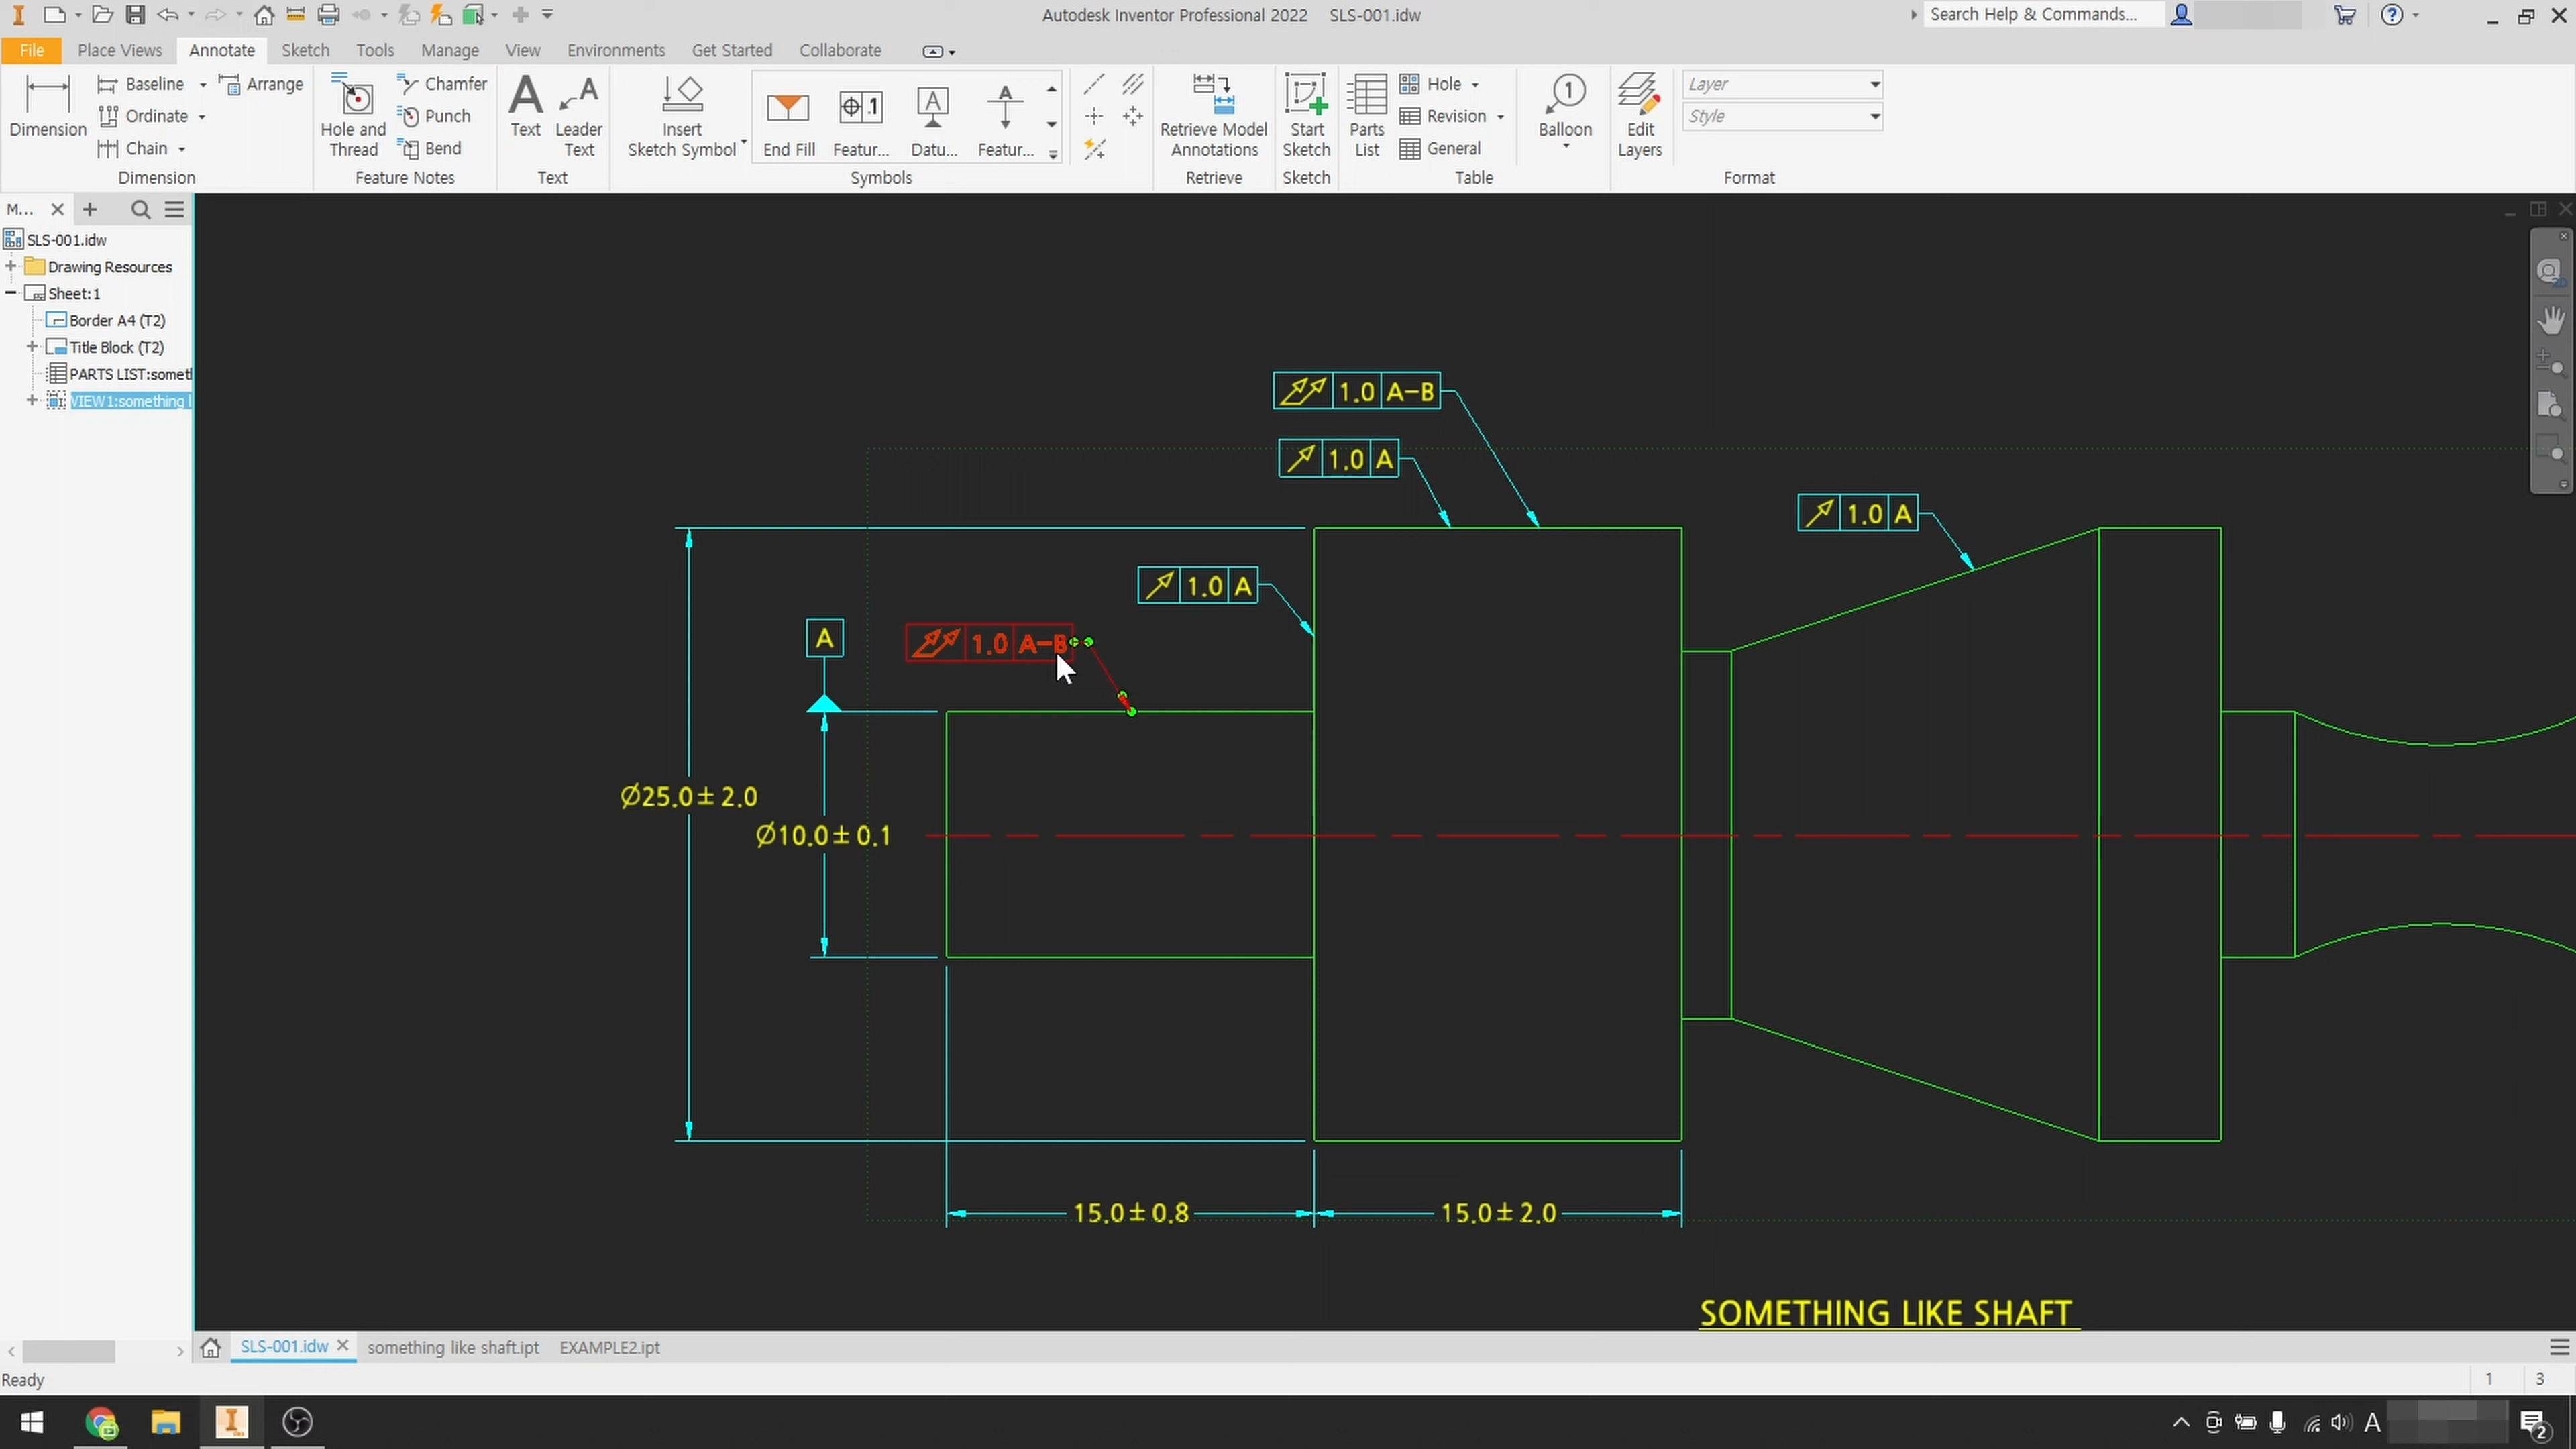 Autodesk Inventor Professional 2022 SLS-001.idw
Search Help & Commands...
File Place Views Annotate Sketch Tools Manage View Environments Get Started Collaborate
Dimension
Baseline
Ordinate
Chain
Arrange
Dimension
Hole and Thread
Chamfer
Punch
Bend
Feature Notes
A Text
A Leader Text
Text
Insert Sketch Symbol
End Fill
.1 Featur...
A Datu...
A Featur...
Symbols
Retrieve Model Annotations
Retrieve
Start Sketch
Sketch
Parts List
Hole
Revision
General
Table
1
Balloon
Edit Layers
Layer
Style
Format
M...
SLS-001.idw
Drawing Resources
Sheet:1
Border A4 (T2)
Title Block (T2)
PARTS LIST:somet
VIEW1:something l
1.0 A-B
1.0 A
1.0 A
1.0 A
A
1.0 A-B
Ø25.0±2.0
Ø10.0±0.1
15.0±0.8
15.0±2.0
SOMETHING LIKE SHAFT
SLS-001.idw something like shaft.ipt EXAMPLE2.ipt
Ready
1 3
A
2